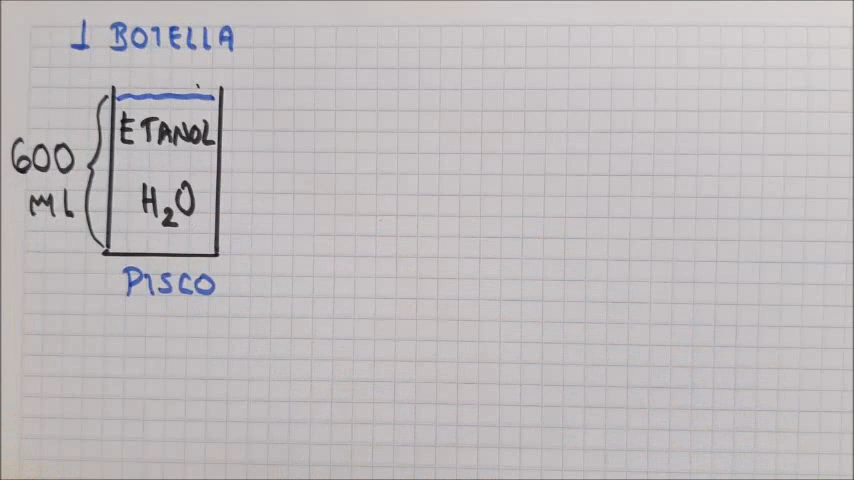 1 BOTELLA
ETANOL
600
ML
H₂O
PISCO